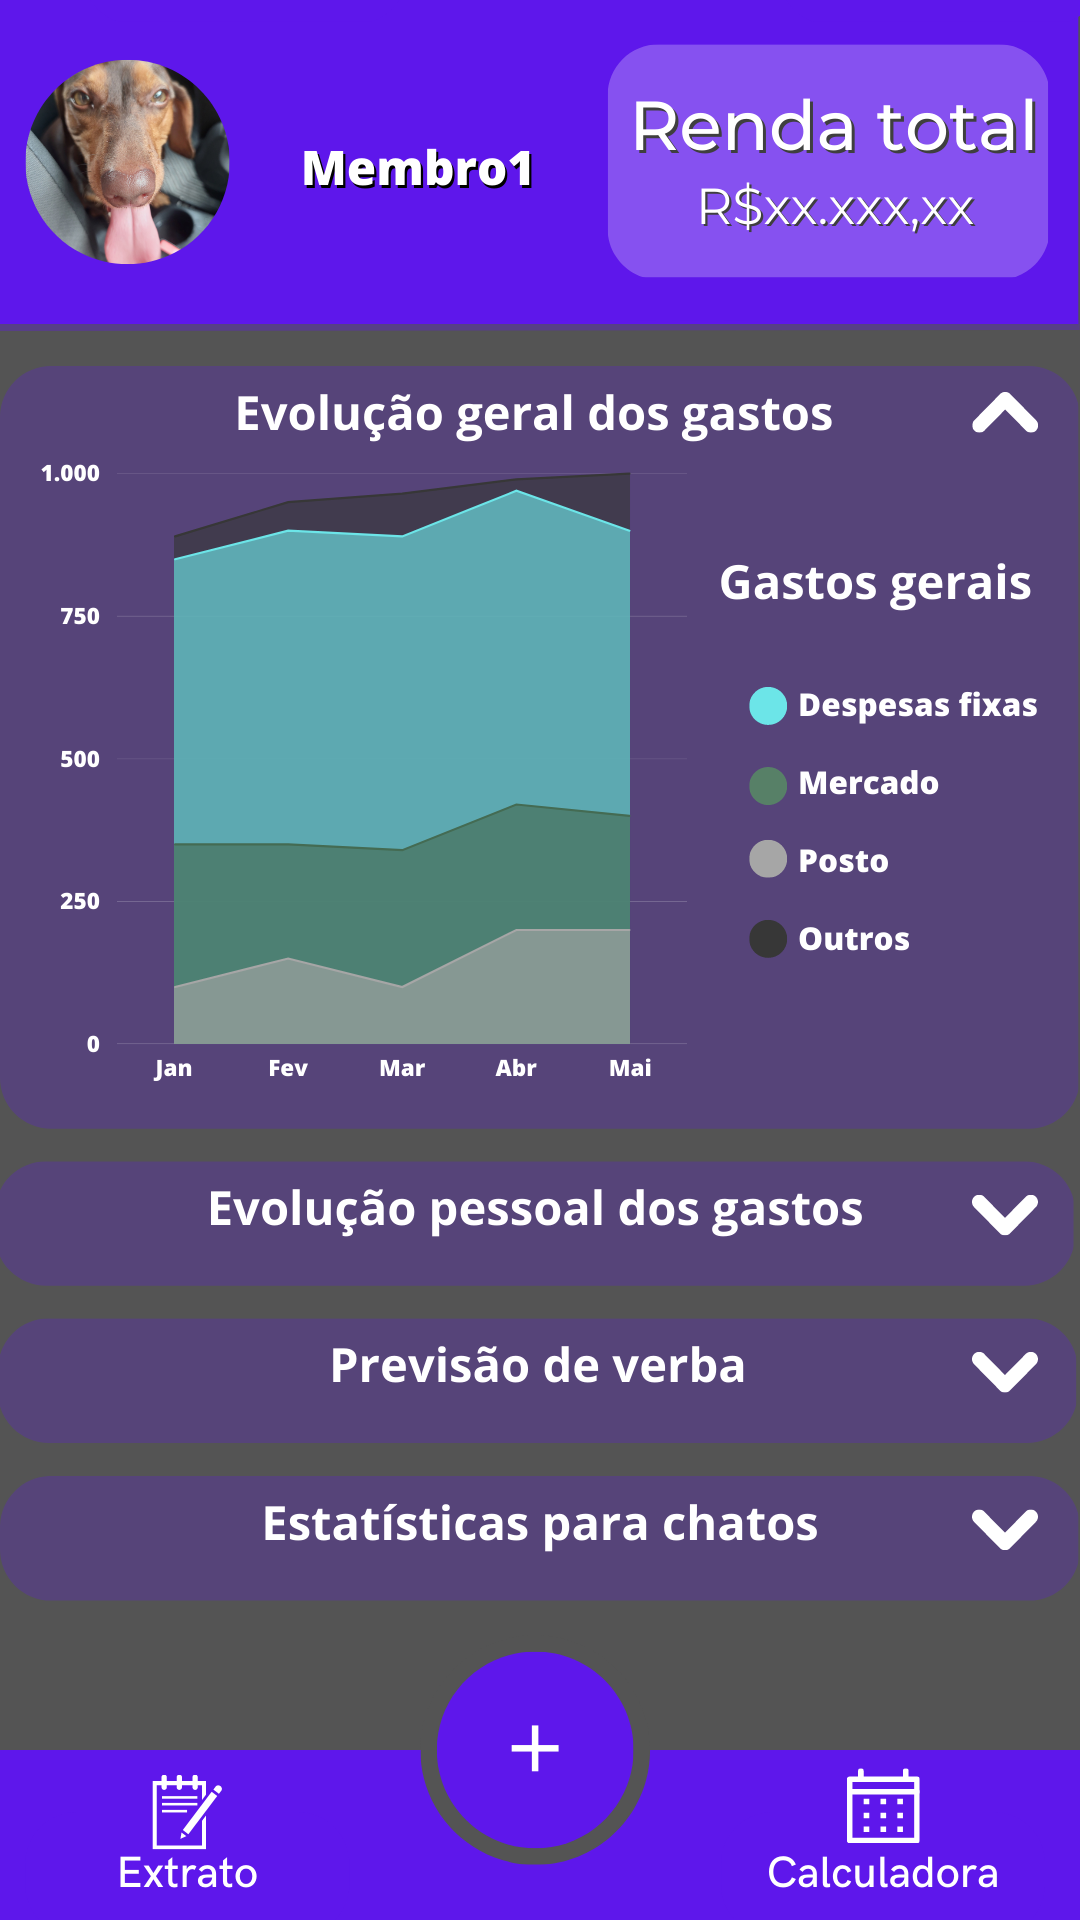 Membro1
Renda total
R$xx.xxx,xx
Evolução geral dos gastos
1.000
750
500
250
0
Jan Fev Mar Abr Mai
Gastos gerais
Despesas fixas
Mercado
Posto
Outros
Evolução pessoal dos gastos
Previsão de verba
Estatísticas para chatos
+
Extrato
Calculadora